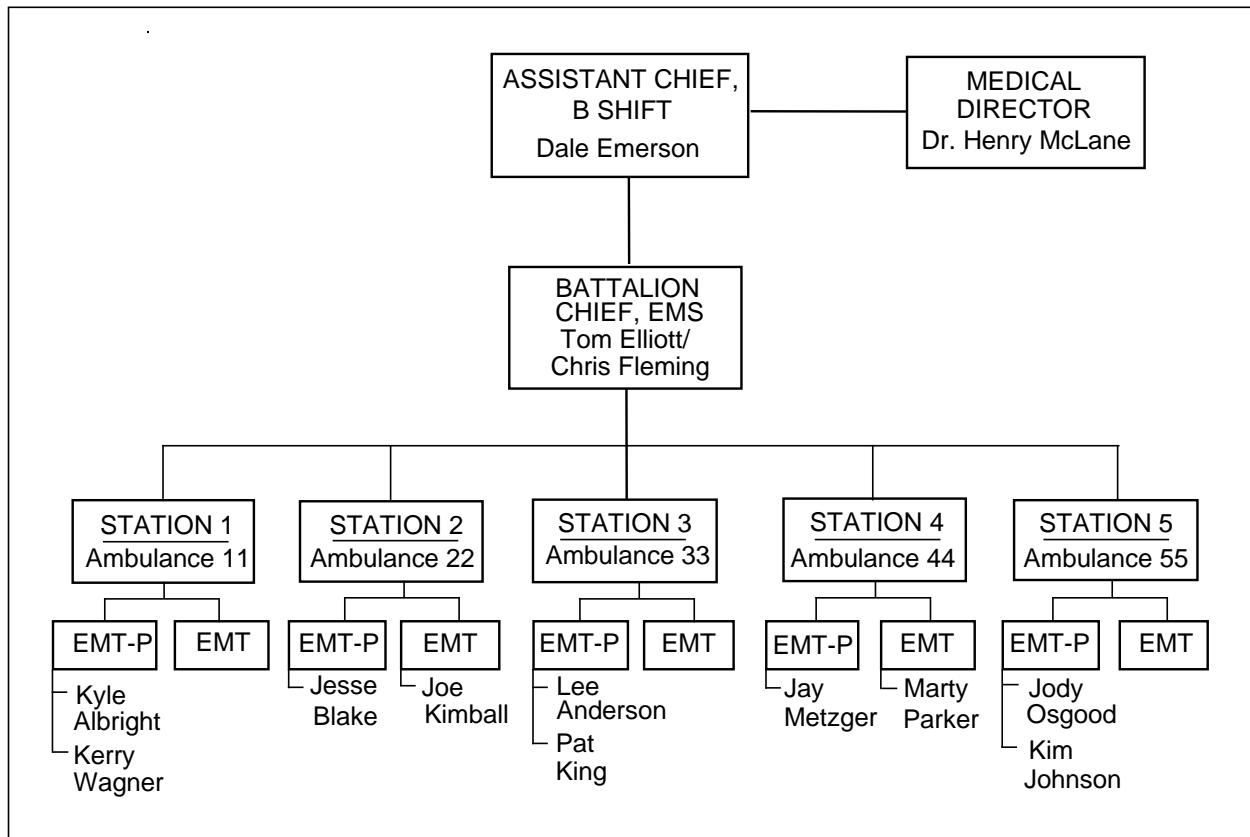 ASSISTANT CHIEF,
B SHIFT
Dale Emerson
MEDICAL
DIRECTOR
Dr. Henry McLane
BATTALION
CHIEF, EMS
Tom Elliott/
Chris Fleming
STATION 1
Ambulance 11
STATION 2
Ambulance 22
STATION 3
Ambulance 33
STATION 4
Ambulance 44
STATION 5
Ambulance 55
EMT-P
EMT
EMT-P
EMT
EMT-P
EMT
EMT-P
EMT
EMT-P
EMT
Kyle
Albright
Kerry
Wagner
Jesse
Blake
Joe
Kimball
Lee
Anderson
Pat
King
Jay
Metzger
Marty
Parker
Jody
Osgood
Kim
Johnson